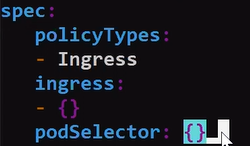 spec:
  policyTypes:
  - Ingress
  ingress:
  - {}
  podSelector: {}